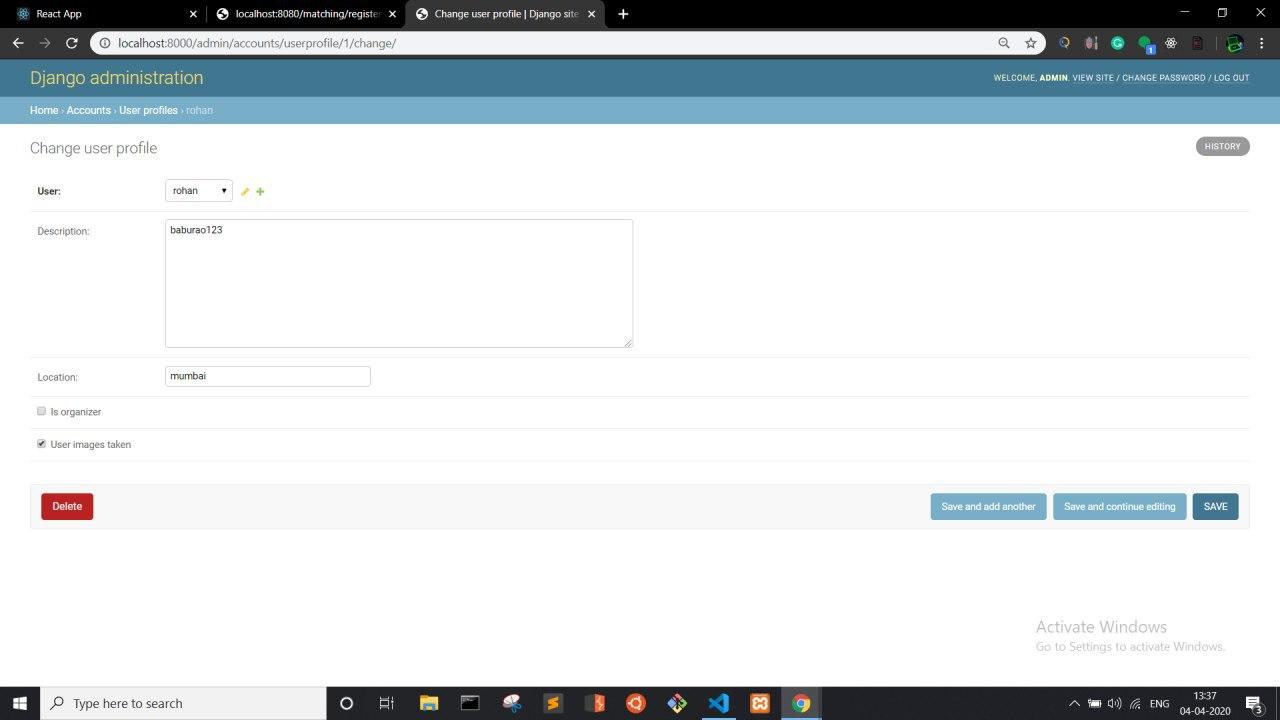 React App
localhost:8080/matching/register
Change user profile | Django site
localhost:8000/admin/accounts/userprofile/1/change/
Django administration
WELCOME, ADMIN. VIEW SITE / CHANGE PASSWORD / LOG OUT
Home › Accounts › User profiles › rohan
Change user profile
HISTORY
User:
rohan
Description:
baburao123
Location:
mumbai
Is organizer
User images taken
Delete
Save and add another
Save and continue editing
SAVE
Activate Windows
Go to Settings to activate Windows.
Type here to search
ENG
13:37
04-04-2020
3